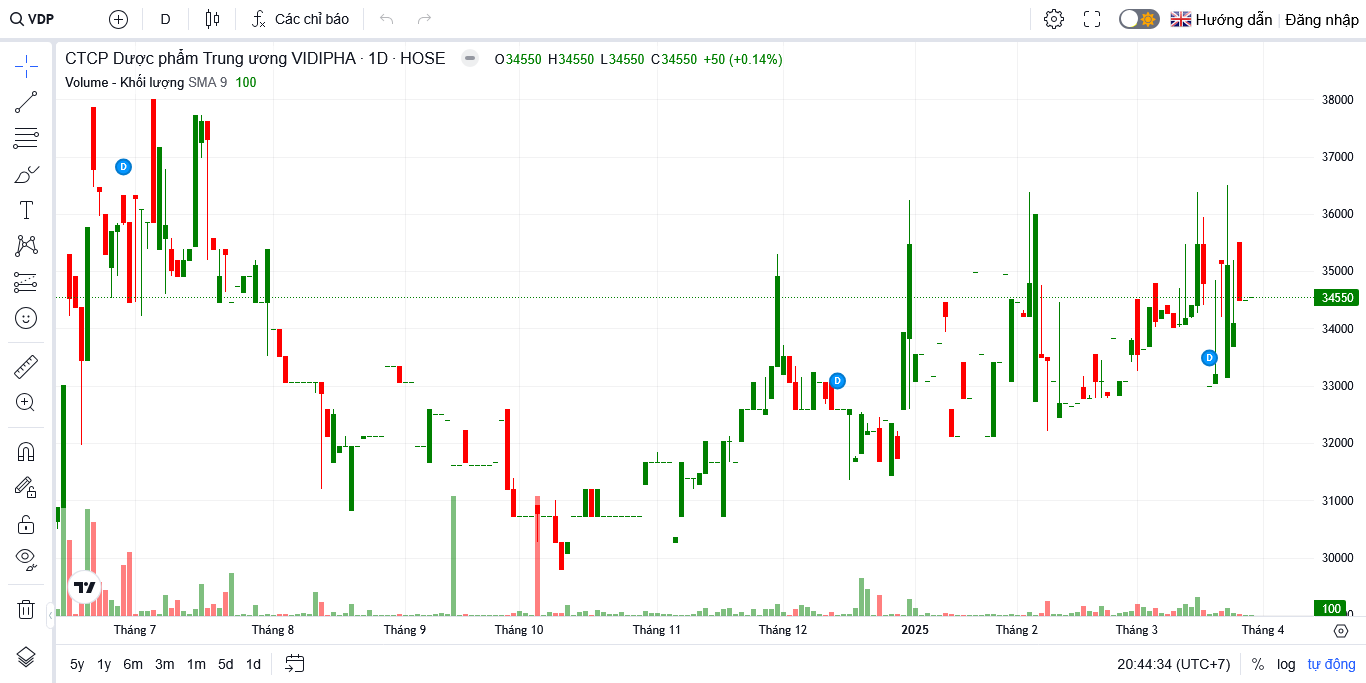 VDP D Các chỉ báo Hướng dẫn Đăng nhập
CTCP Dược phẩm Trung ương VIDIPHA · 1D · HOSE O34550 H34550 L34550 C34550 +50 (+0.14%)
Volume - Khối lượng SMA 9 100
38000
37000
36000
35000
34550
34000
33000
32000
31000
30000
100
D
D
D
Tháng 7 Tháng 8 Tháng 9 Tháng 10 Tháng 11 Tháng 12 2025 Tháng 2 Tháng 3 Tháng 4
5y 1y 6m 3m 1m 5d 1d 20:44:34 (UTC+7) % log tự động